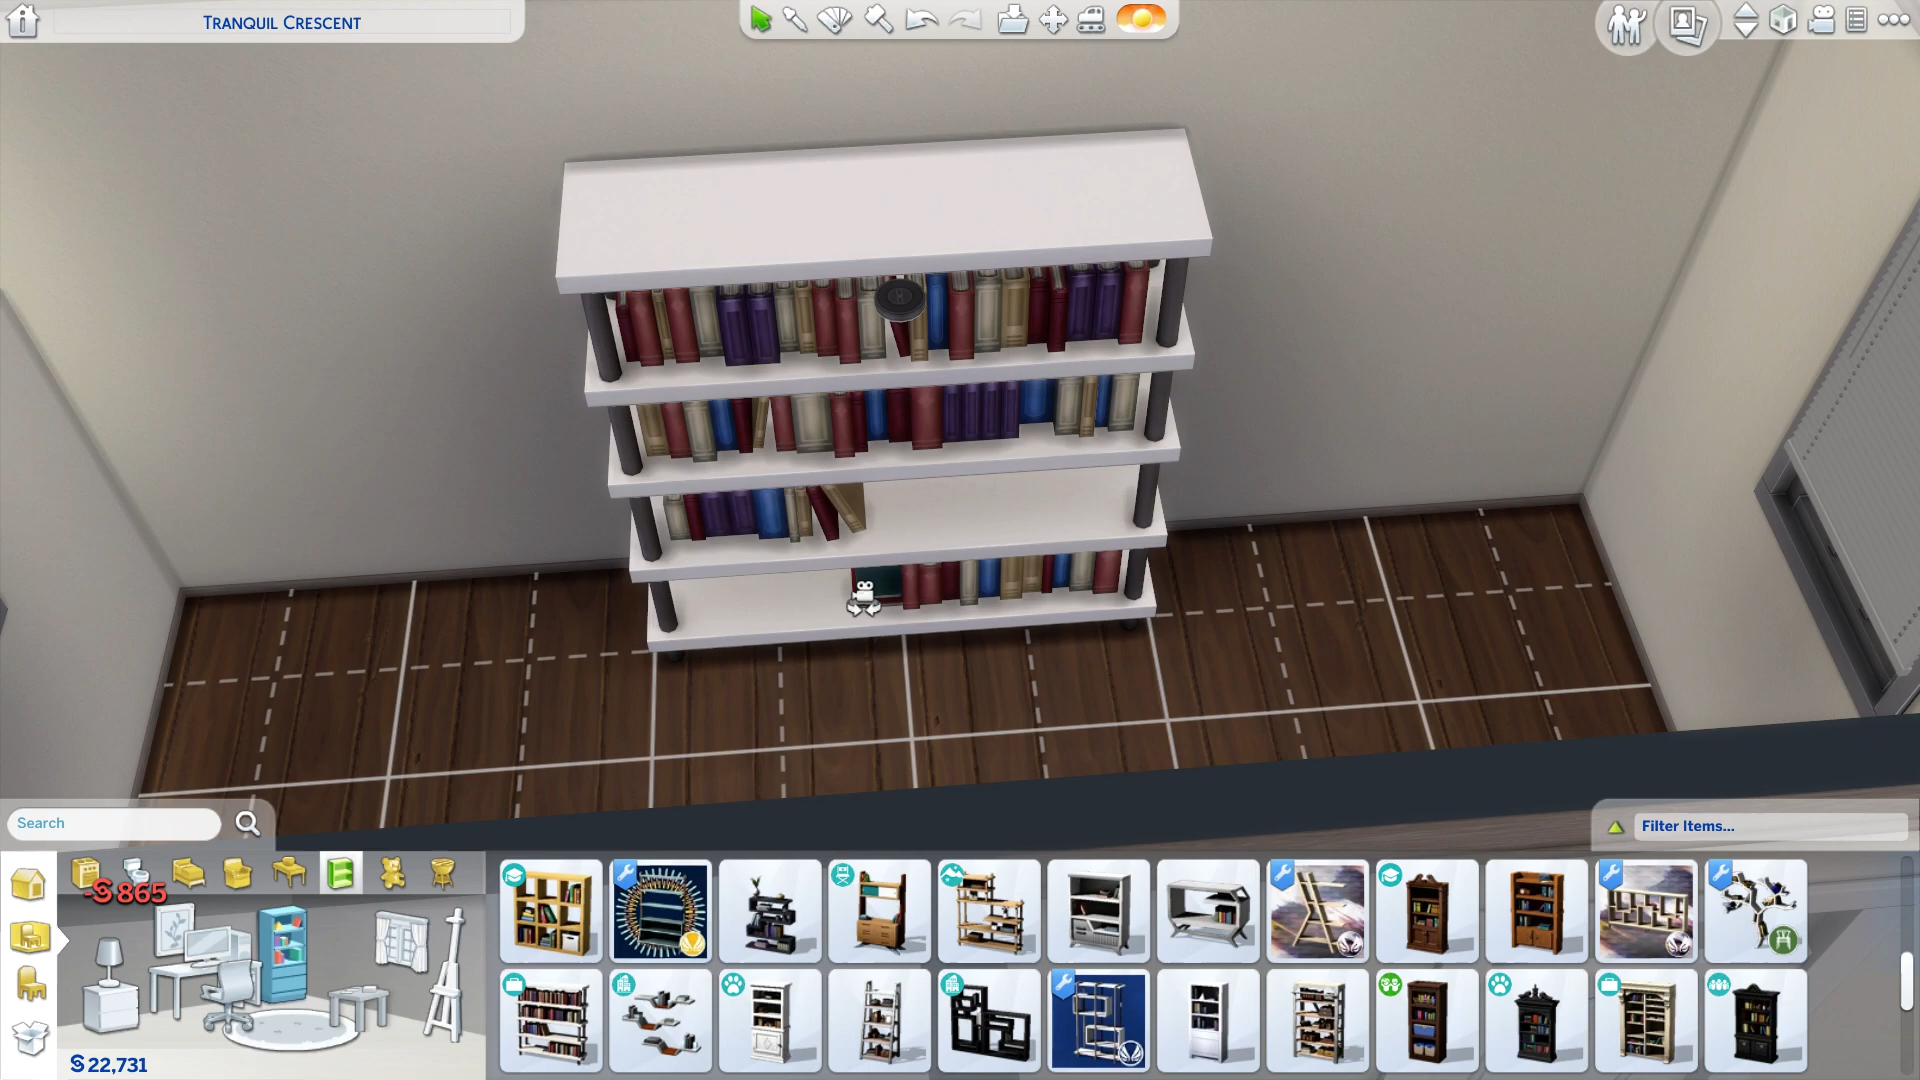 TRANQUIL CRESCENT
Search
Filter Items...
-§865
§22,731